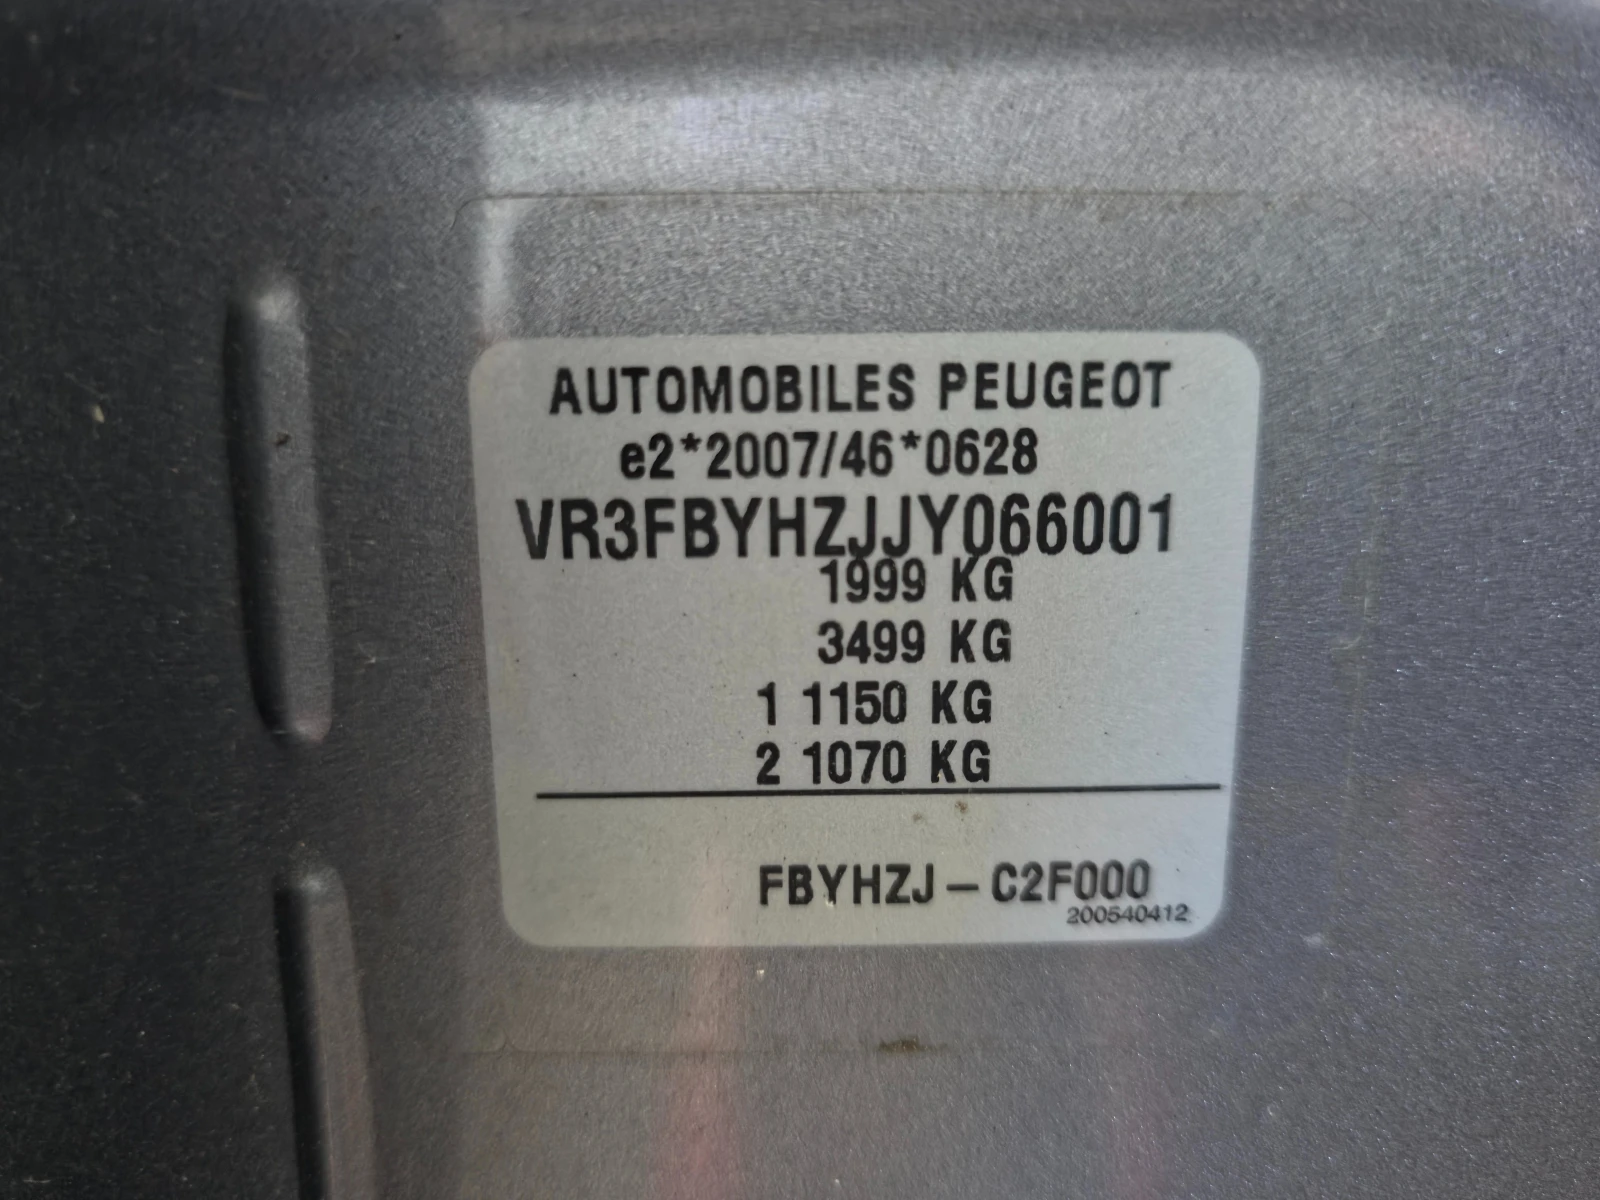 AUTOMOBILES PEUGEOT
e2*2007/46*0628
VR3FBYHZJJY066001
1999 KG
3499 KG
1 1150 KG
2 1070 KG
FBYHZJ – C2F000
200540412